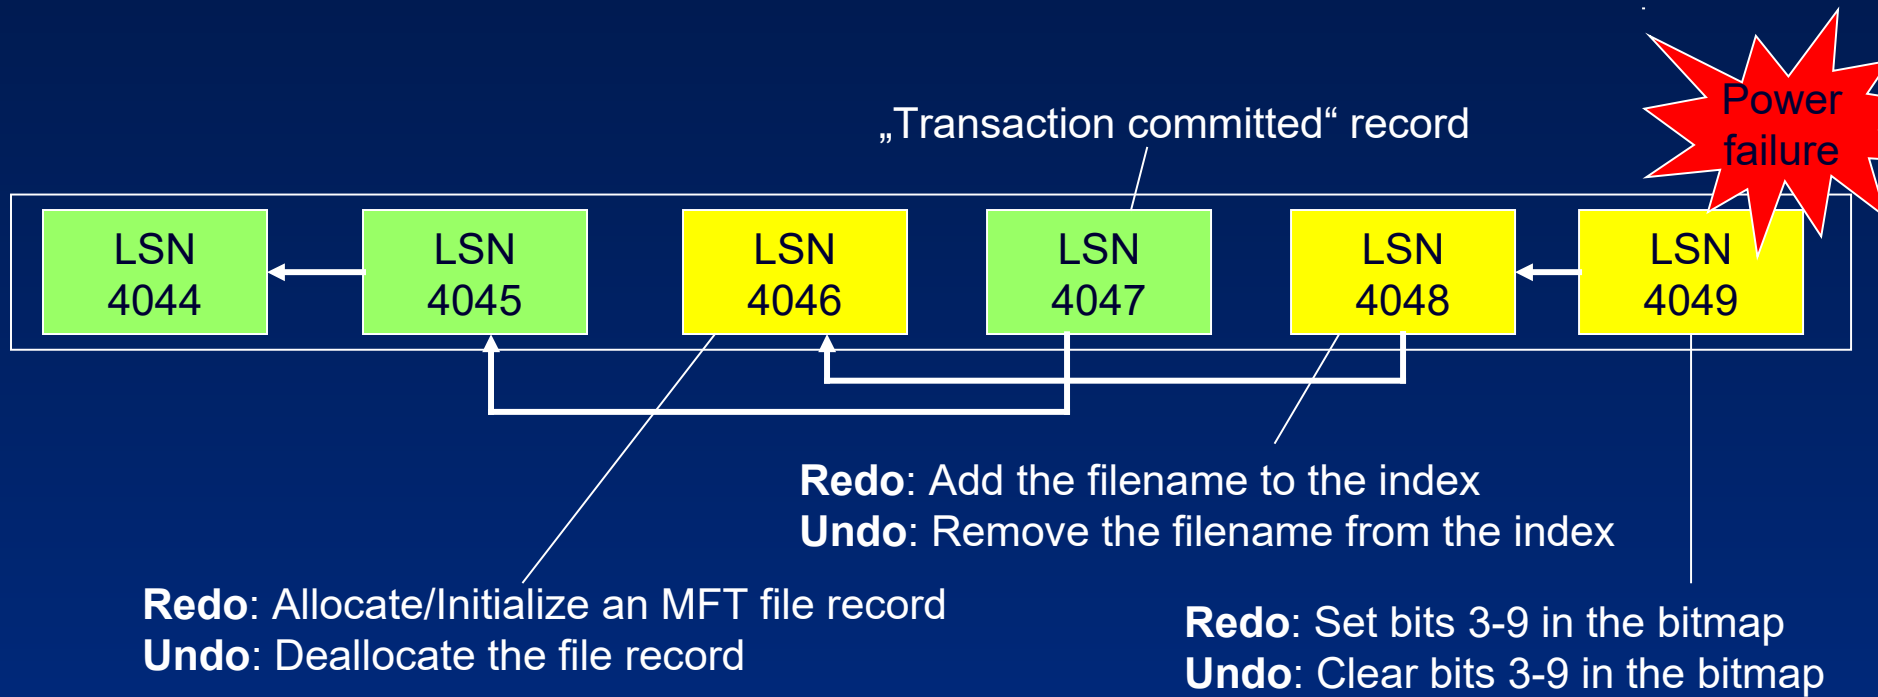 Power
failure
„Transaction committed“ record
LSN
4044
LSN
4045
LSN
4046
LSN
4047
LSN
4048
LSN
4049
Redo: Add the filename to the index
Undo: Remove the filename from the index
Redo: Allocate/Initialize an MFT file record
Undo: Deallocate the file record
Redo: Set bits 3-9 in the bitmap
Undo: Clear bits 3-9 in the bitmap